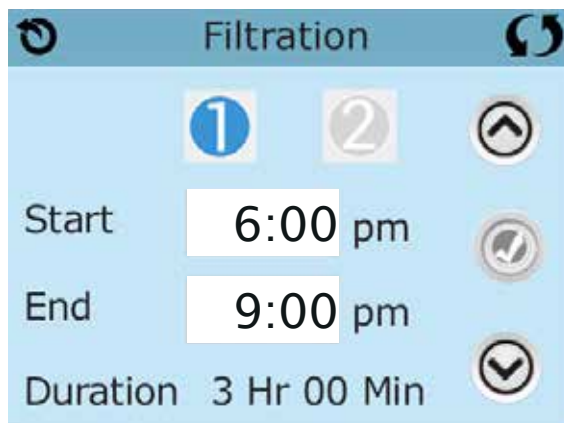 Filtration
1 2
Start 6:00 pm
End 9:00 pm
Duration 3 Hr 00 Min